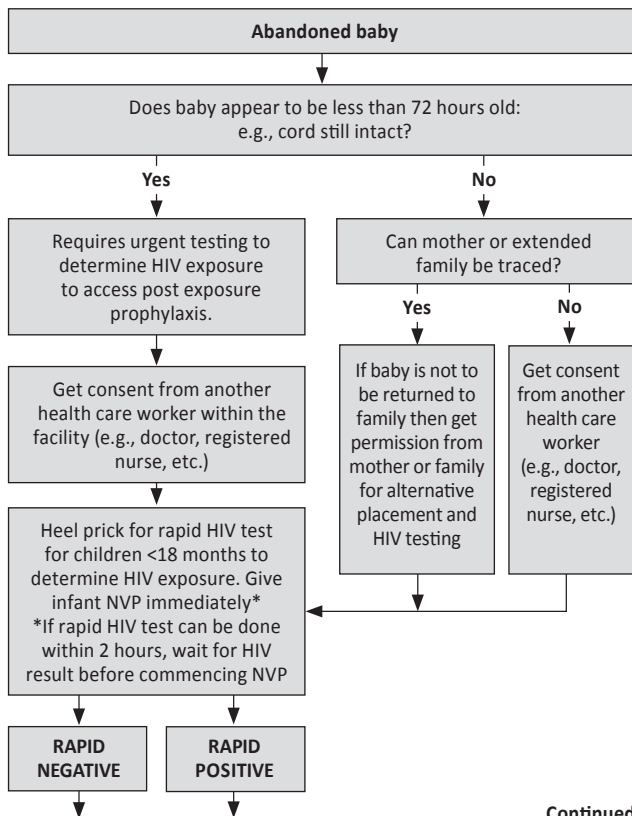 Abandoned baby
Does baby appear to be less than 72 hours old:
e.g., cord still intact?
Yes
No
Requires urgent testing to
determine HIV exposure
to access post exposure
prophylaxis.
Can mother or extended
family be traced?
Yes
No
Get consent from another
health care worker within the
facility (e.g., doctor, registered
nurse, etc.)
If baby is not to
be returned to
family then get
permission from
mother or family
for alternative
placement and
HIV testing
Get consent
from another
health care
worker
(e.g., doctor,
registered
nurse, etc.)
Heel prick for rapid HIV test
for children <18 months to
determine HIV exposure. Give
infant NVP immediately*
*If rapid HIV test can be done
within 2 hours, wait for HIV
result before commencing NVP
RAPID
NEGATIVE
RAPID
POSITIVE
Continued